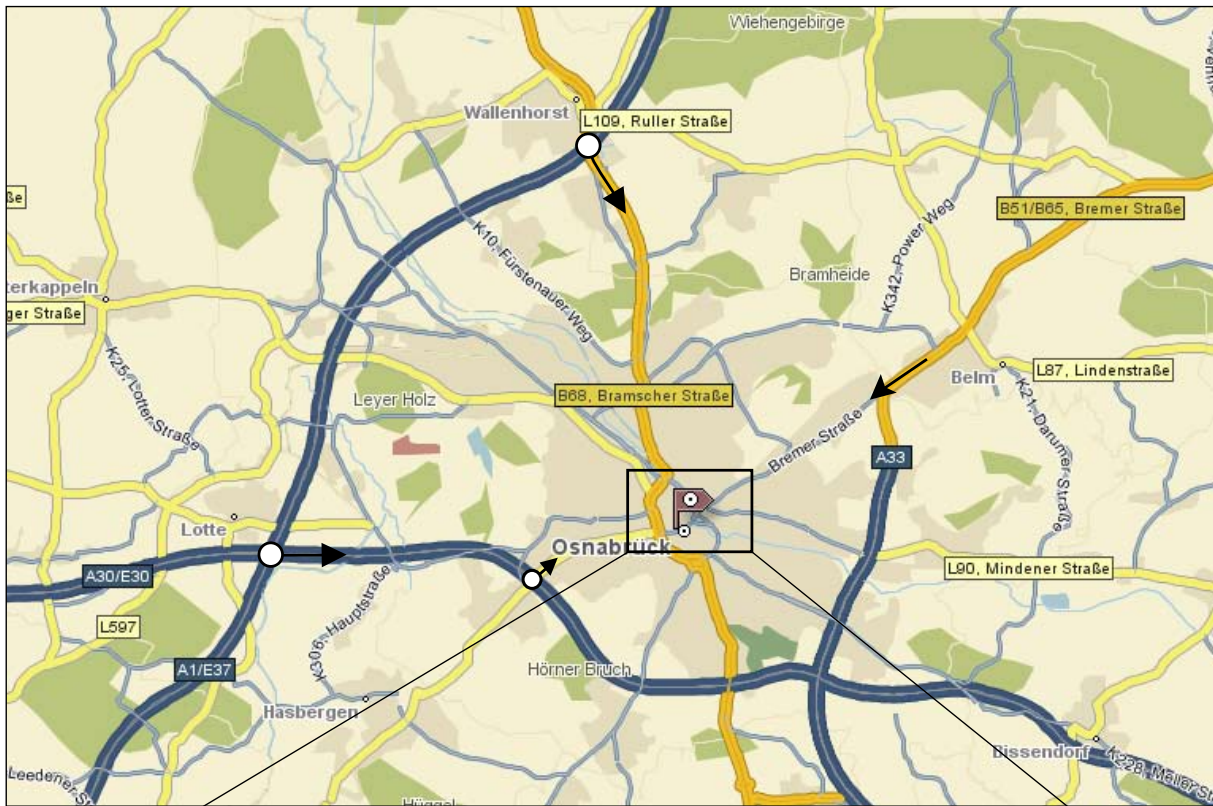 Wiehengebirge
Wallenhorst
L109, Ruller Straße
ße
B51/B65, Bremer Straße
K10, Fürstenauer Weg
K342, Power Weg
Bramheide
terkappeln
ger Straße
K25, Lotter Straße
Leyer Holz
B68, Bramscher Straße
Belm
L87, Lindenstraße
K21, Darumer Straße
Bremer Straße
A33
Lotte
Osnabrück
A30/E30
L90, Mindener Straße
L597
K306, Hauptstraße
A1/E37
Hörner Bruch
Hasbergen
Bissendorf
K228, Meller St
Leedener St
Hüggel